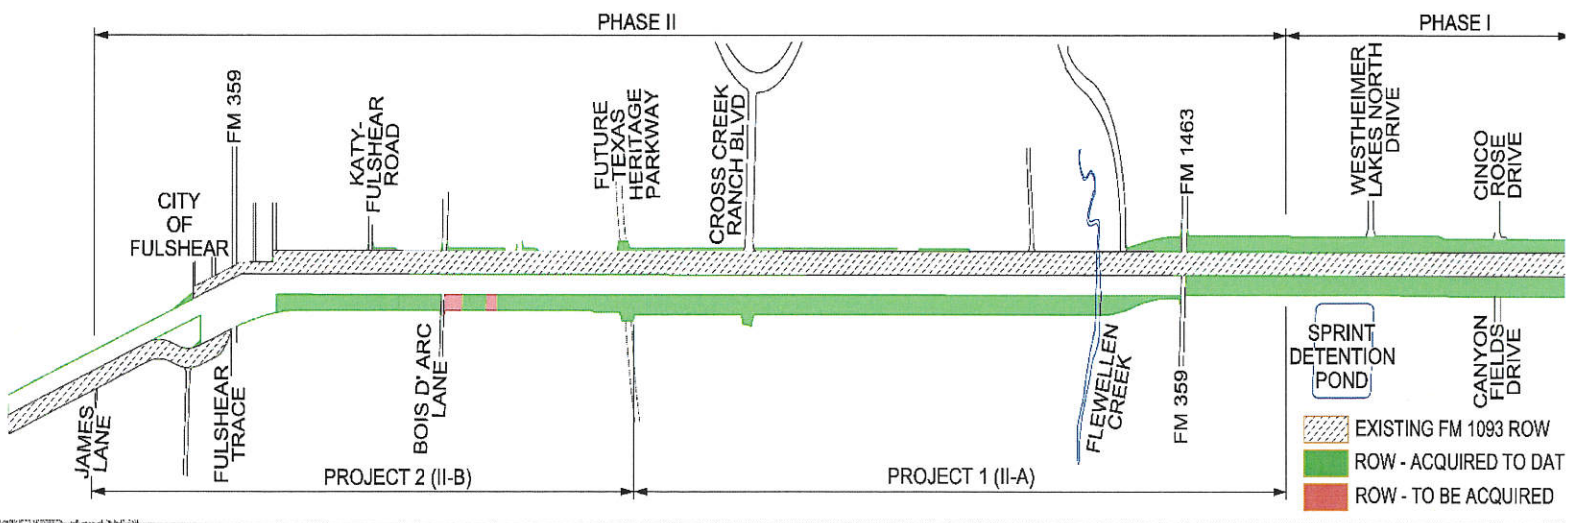 PHASE II
PHASE I
FM 359
KATY-
FULSHEAR
ROAD
FUTURE
TEXAS
HERITAGE
PARKWAY
CROSS CREEK
RANCH BLVD
FM 1463
WESTHEIMER
LAKES NORTH
DRIVE
CINCO
ROSE
DRIVE
CITY
OF
FULSHEAR
JAMES
LANE
FULSHEAR
TRACE
BOIS D' ARC
LANE
FLEWELLEN
CREEK
FM 359
SPRINT
DETENTION
POND
CANYON
FIELDS
DRIVE
EXISTING FM 1093 ROW
ROW - ACQUIRED TO DAT
ROW - TO BE ACQUIRED
PROJECT 2 (II-B)
PROJECT 1 (II-A)